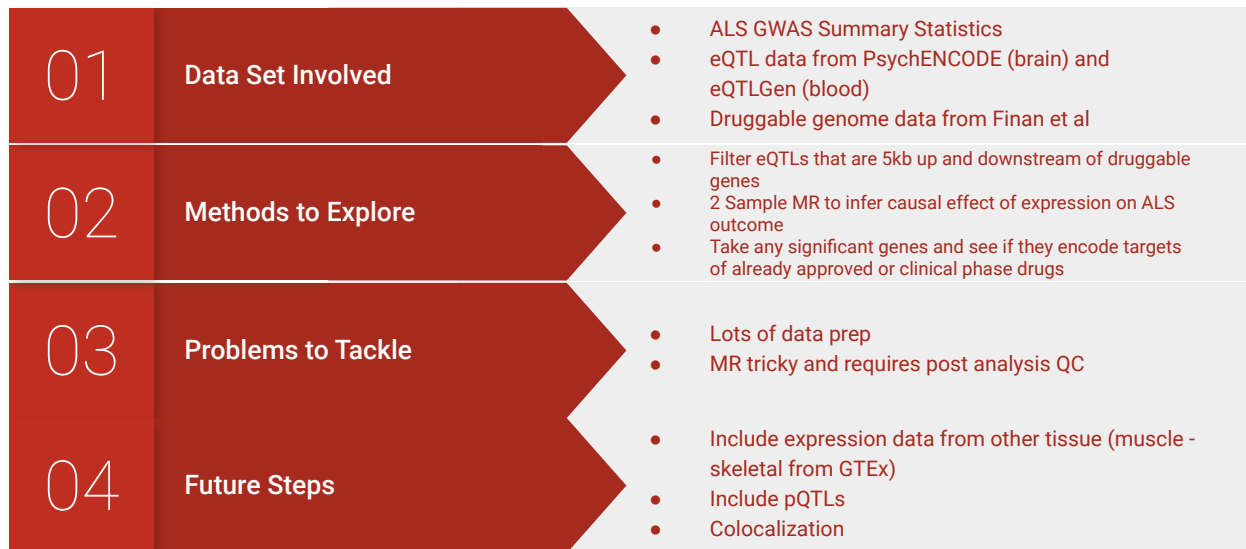 01
Data Set Involved
● ALS GWAS Summary Statistics
● eQTL data from PsychENCODE (brain) and
eQTLGen (blood)
● Druggable genome data from Finan et al
02
Methods to Explore
● Filter eQTLs that are 5kb up and downstream of druggable
genes
● 2 Sample MR to infer causal effect of expression on ALS
outcome
● Take any significant genes and see if they encode targets
of already approved or clinical phase drugs
03
Problems to Tackle
● Lots of data prep
● MR tricky and requires post analysis QC
04
Future Steps
● Include expression data from other tissue (muscle -
skeletal from GTEx)
● Include pQTLs
● Colocalization